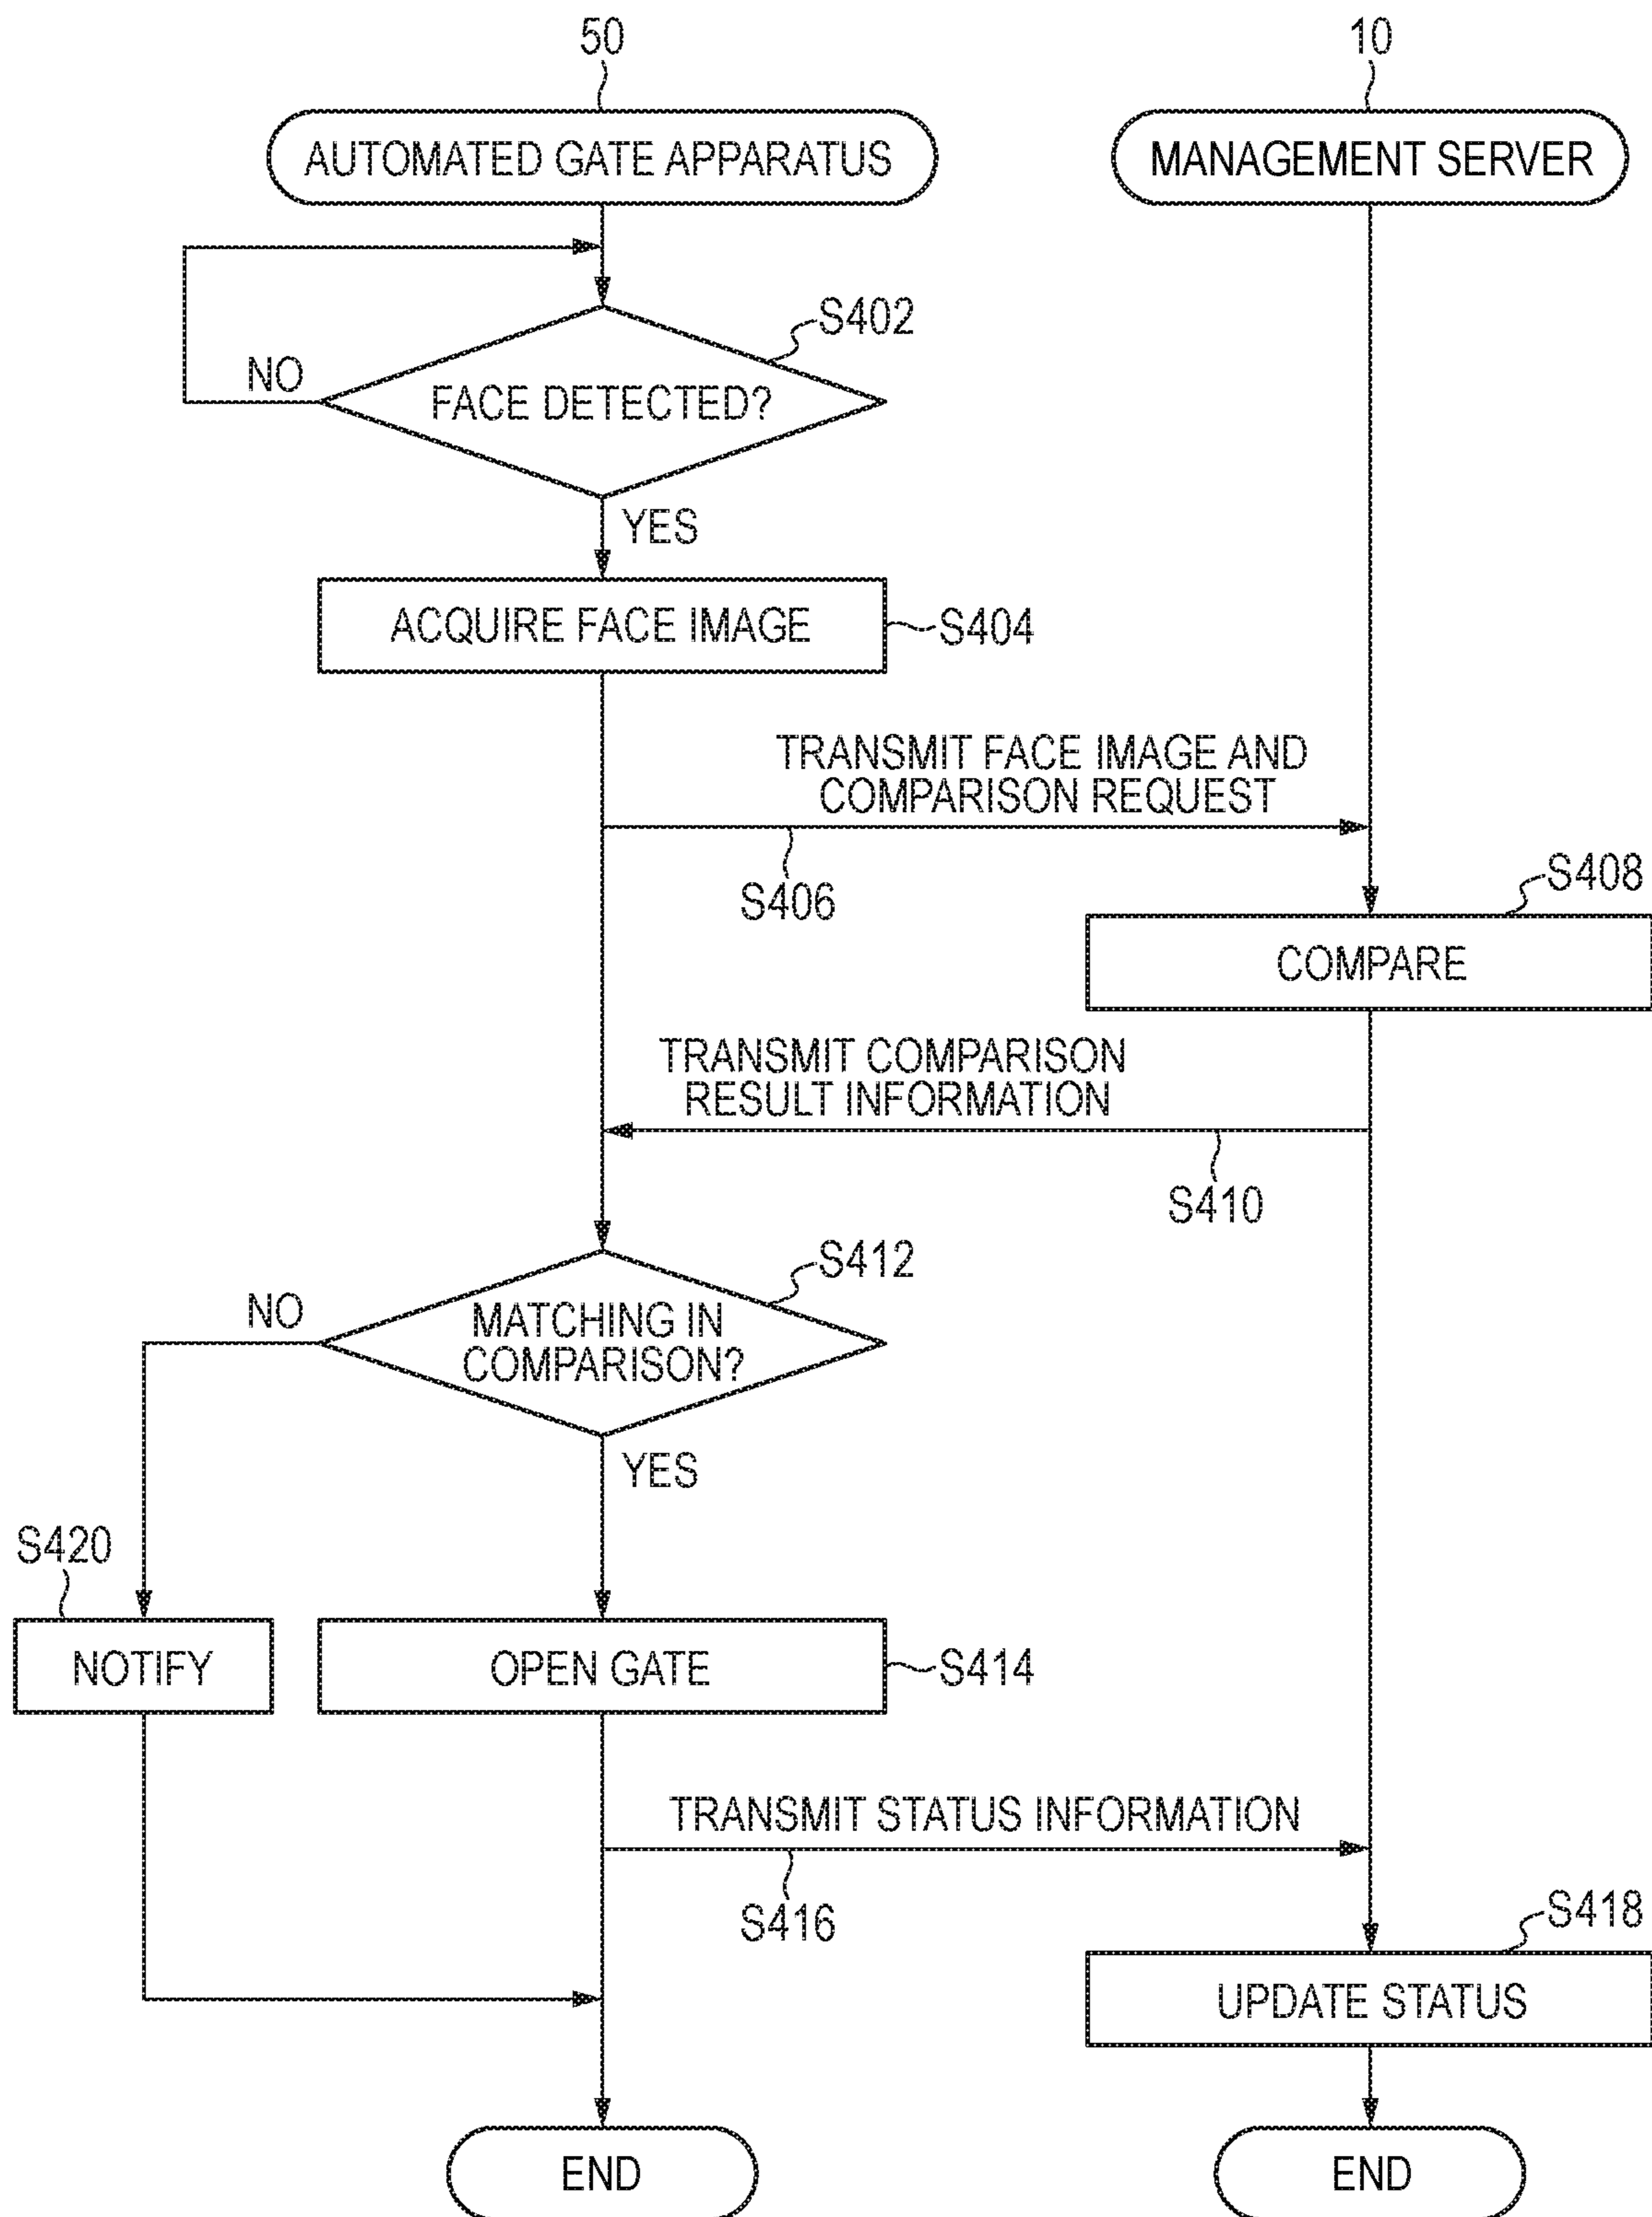 50
10
AUTOMATED GATE APPARATUS
MANAGEMENT SERVER
S402
NO
FACE DETECTED?
YES
ACQUIRE FACE IMAGE
S404
TRANSMIT FACE IMAGE AND
COMPARISON REQUEST
S406
S408
COMPARE
TRANSMIT COMPARISON
RESULT INFORMATION
S410
S412
NO
MATCHING IN
COMPARISON?
YES
S420
NOTIFY
OPEN GATE
S414
TRANSMIT STATUS INFORMATION
S416
S418
UPDATE STATUS
END
END